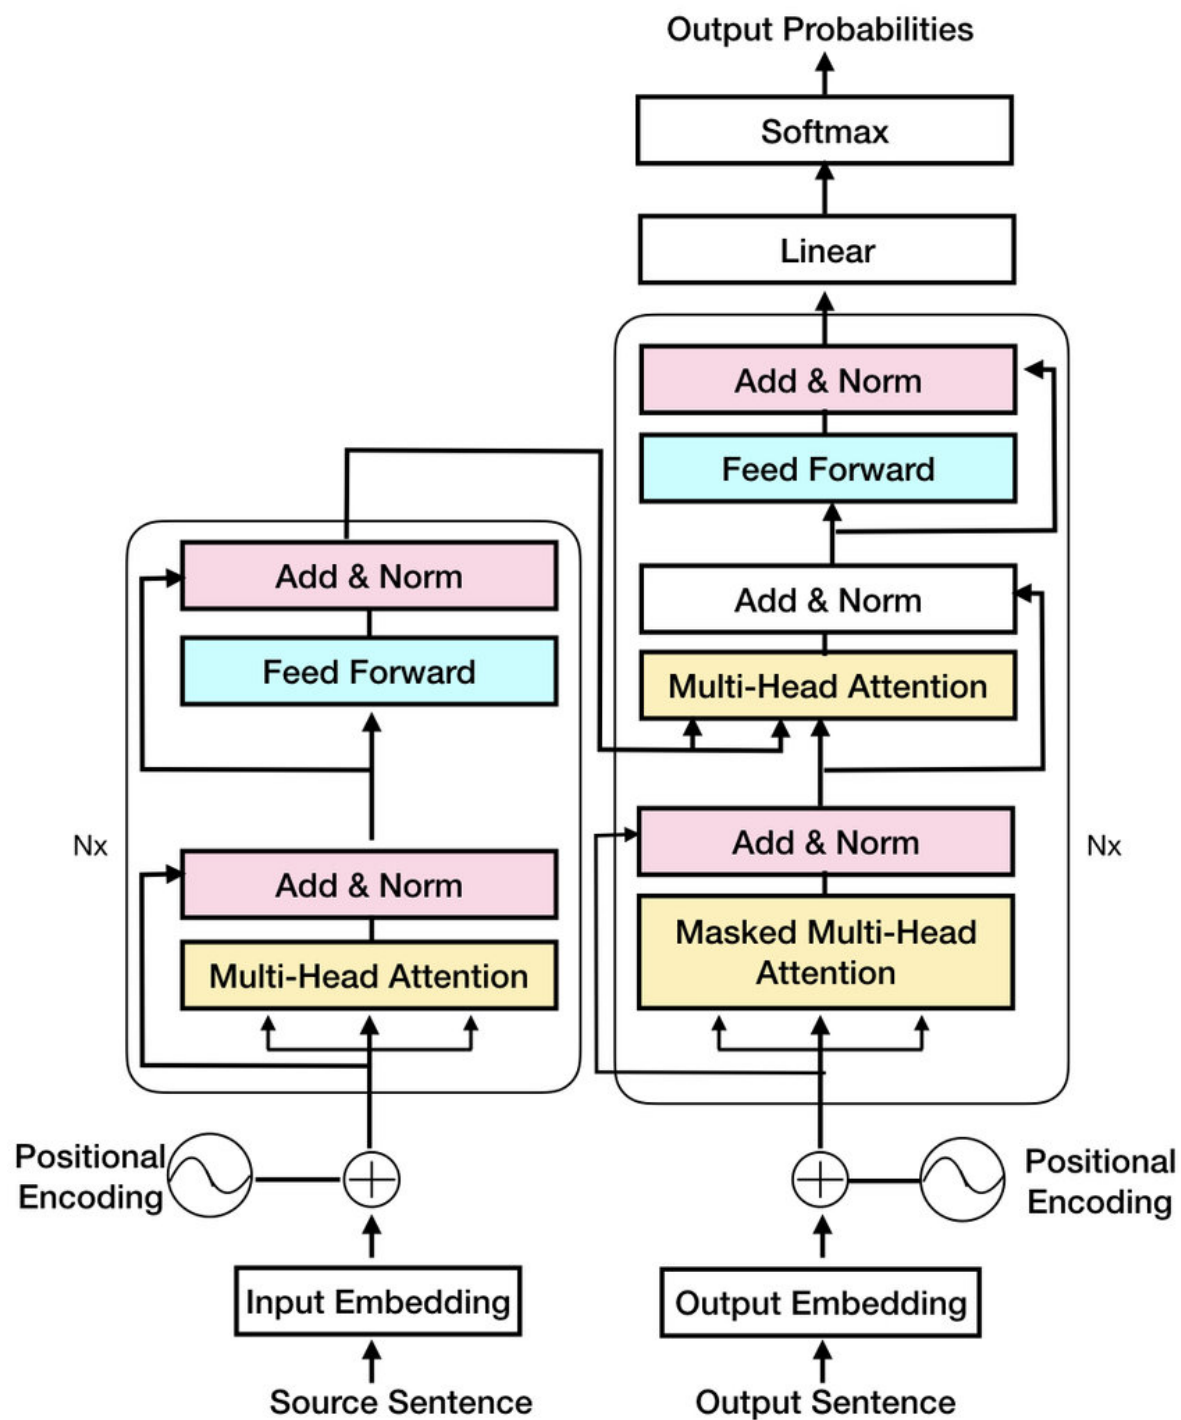 Output Probabilities
Softmax
Linear
Add & Norm
Feed Forward
Add & Norm
Multi-Head Attention
Add & Norm
Masked Multi-Head
Attention
Nx
Add & Norm
Feed Forward
Add & Norm
Multi-Head Attention
Nx
Positional
Encoding
Positional
Encoding
Input Embedding
Output Embedding
Source Sentence
Output Sentence